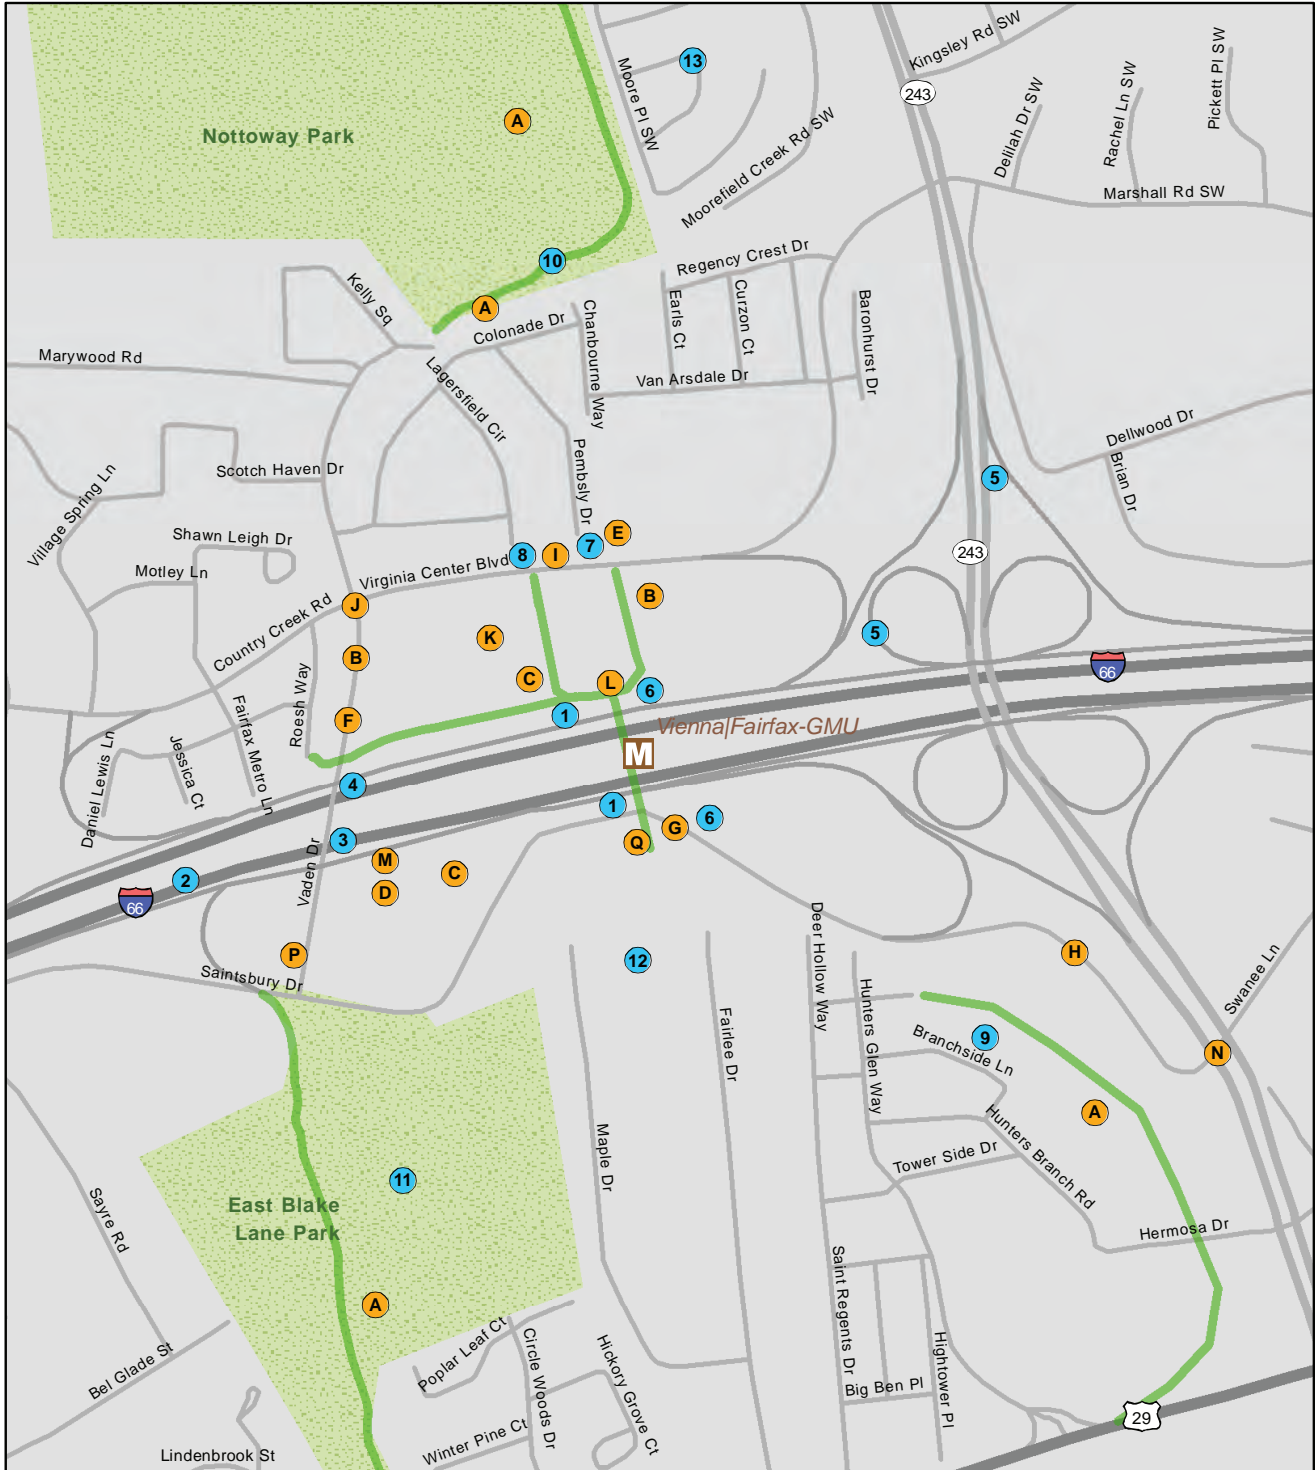 Kingsley Rd SW
13
Moore Pl SW
243
Pickett Pl SW
Rachel Ln SW
Delilah Dr SW
A
Nottoway Park
Moorefield Creek Rd SW
Marshall Rd SW
10
Regency Crest Dr
Kelly Sq
A
Colonade Dr
Chanbourne Way
Earls Ct
Curzon Ct
Baronhurst Dr
Marywood Rd
Lagersfield Cir
Van Arsdale Dr
Dellwood Dr
Brian Dr
Scotch Haven Dr
Pembsly Dr
5
Village Spring Ln
Shawn Leigh Dr
E
7
8
I
243
Motley Ln
Virginia Center Blvd
J
B
Country Creek Rd
K
5
B
66
Roesh Way
C
L
6
Fairfax Metro Ln
F
1
Vienna|Fairfax-GMU
M
Jessica Ct
Daniel Lewis Ln
4
1
6
G
3
Q
Vaden Dr
M
C
2
D
66
Deer Hollow Way
H
P
12
Swanee Ln
Saintsbury Dr
Hunters Glen Way
Fairlee Dr
9
Branchside Ln
N
A
Hunters Branch Rd
Maple Dr
Tower Side Dr
11
East Blake
Lane Park
Sayre Rd
Hermosa Dr
Saint Regents Dr
A
Poplar Leaf Ct
Circle Woods Dr
Hickory Grove Ct
Hightower Pl
Bel Glade St
Big Ben Pl
29
Winter Pine Ct
Lindenbrook St